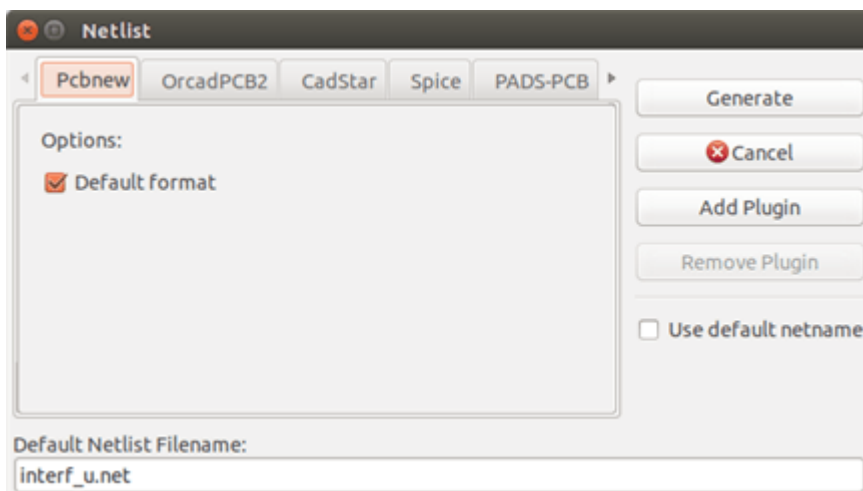 Netlist
Pcbnew OrcadPCB2 CadStar Spice PADS-PCB
Generate
Options:
Cancel
Default format
Add Plugin
Remove Plugin
Use default netname
Default Netlist Filename:
interf_u.net